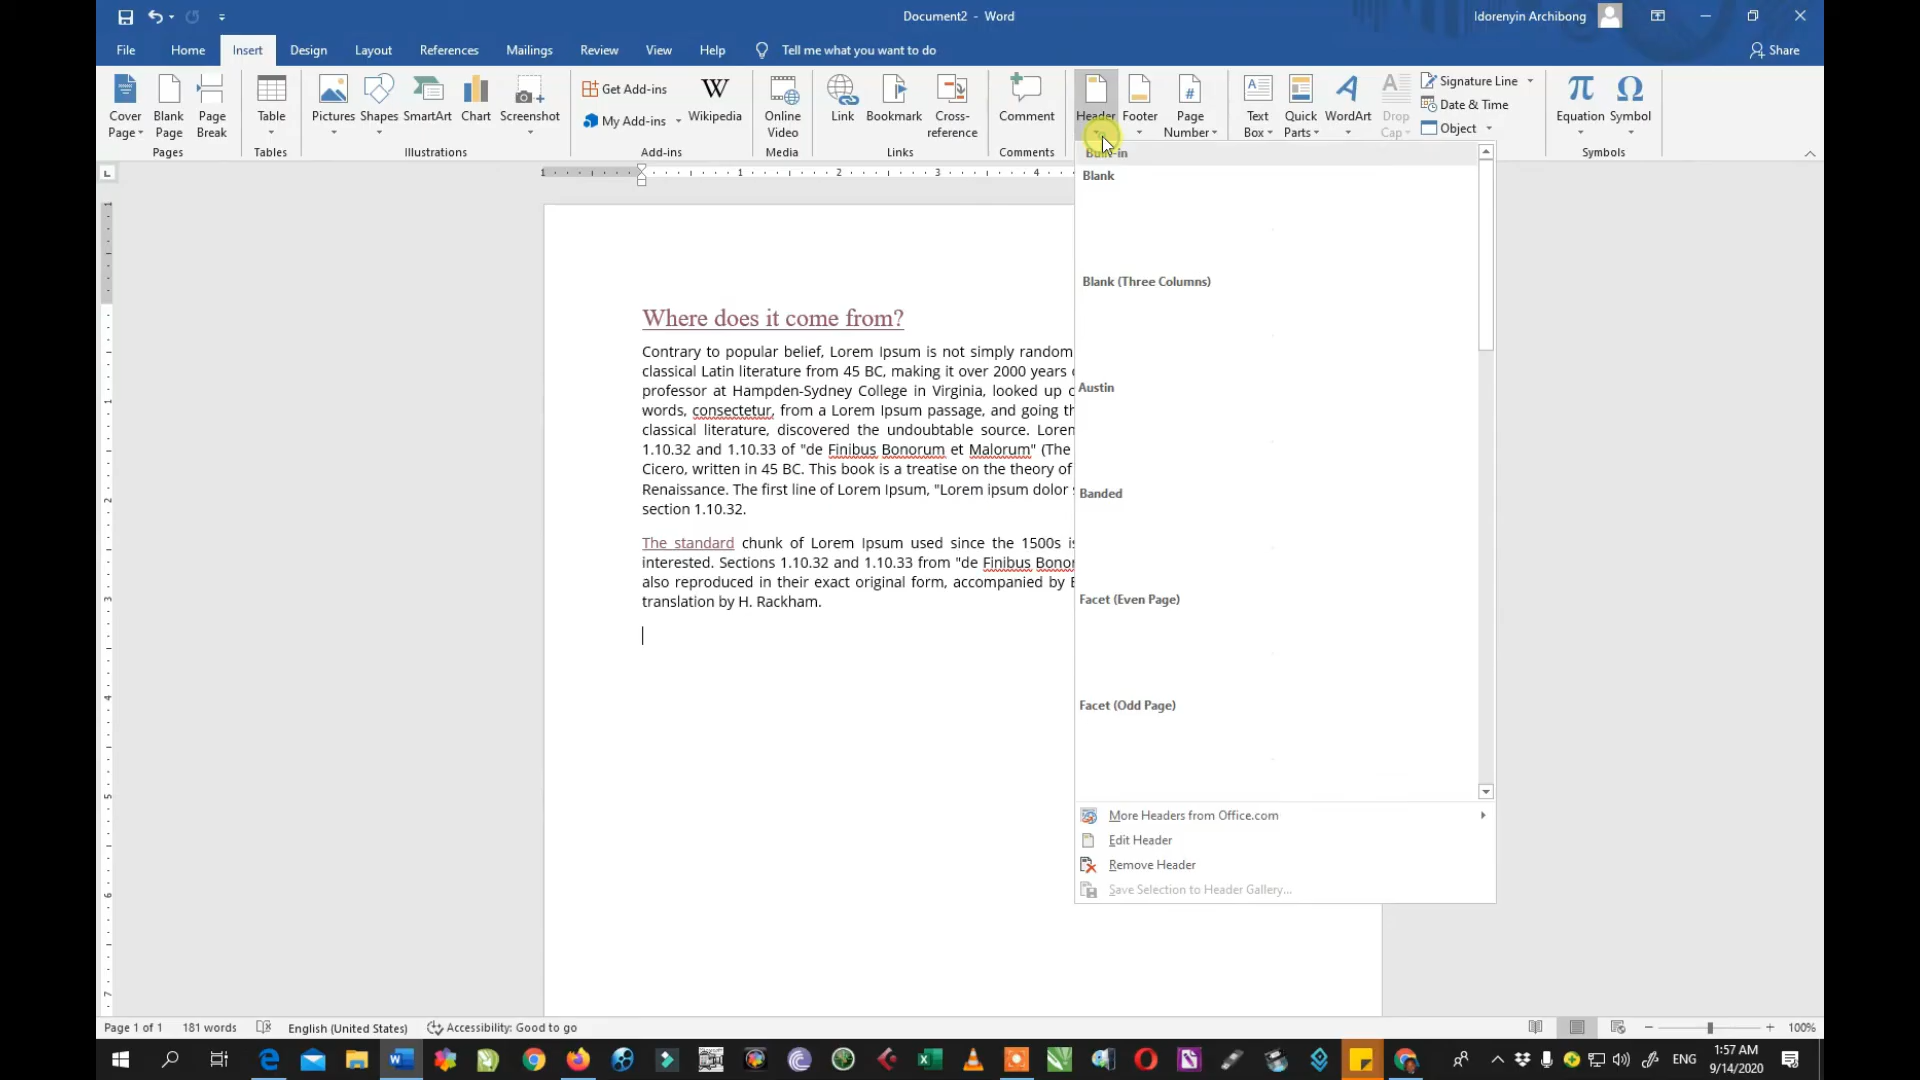 Document2 - Word
Idorenyin Archibong
File Home Insert Design Layout References Mailings Review View Help Tell me what you want to do Share
Cover Page
Blank Page
Page Break
Pages
Table
Tables
Pictures
Shapes
SmartArt
Chart
Screenshot
Illustrations
Get Add-ins
My Add-ins
Wikipedia
Add-ins
Online Video
Media
Link
Bookmark
Cross-reference
Links
Comment
Comments
Header
Footer
Page Number
Text Box
Quick Parts
WordArt
Drop Cap
Signature Line
Date & Time
Object
Equation
Symbol
Symbols
Built-in
Blank
Blank (Three Columns)
Austin
Banded
Facet (Even Page)
Facet (Odd Page)
More Headers from Office.com
Edit Header
Remove Header
Save Selection to Header Gallery...
L
1 1 2 3 4
1
1
2
3
4
5
6
7
Where does it come from?
Contrary to popular belief, Lorem Ipsum is not simply random
classical Latin literature from 45 BC, making it over 2000 years
professor at Hampden-Sydney College in Virginia, looked up
words, consectetur, from a Lorem Ipsum passage, and going
classical literature, discovered the undoubtable source.
1.10.32 and 1.10.33 of "de Finibus Bonorum et Malorum" (The
Cicero, written in 45 BC. This book is a treatise on the theory of
Renaissance. The first line of Lorem Ipsum, "Lorem ipsum dolor
section 1.10.32.
The standard chunk of Lorem Ipsum used since the 1500s
interested. Sections 1.10.32 and 1.10.33 from "de Finibus
also reproduced in their exact original form, accompanied by
translation by H. Rackham.
Page 1 of 1 181 words English (United States) Accessibility: Good to go 100%
ENG
1:57 AM
9/14/2020